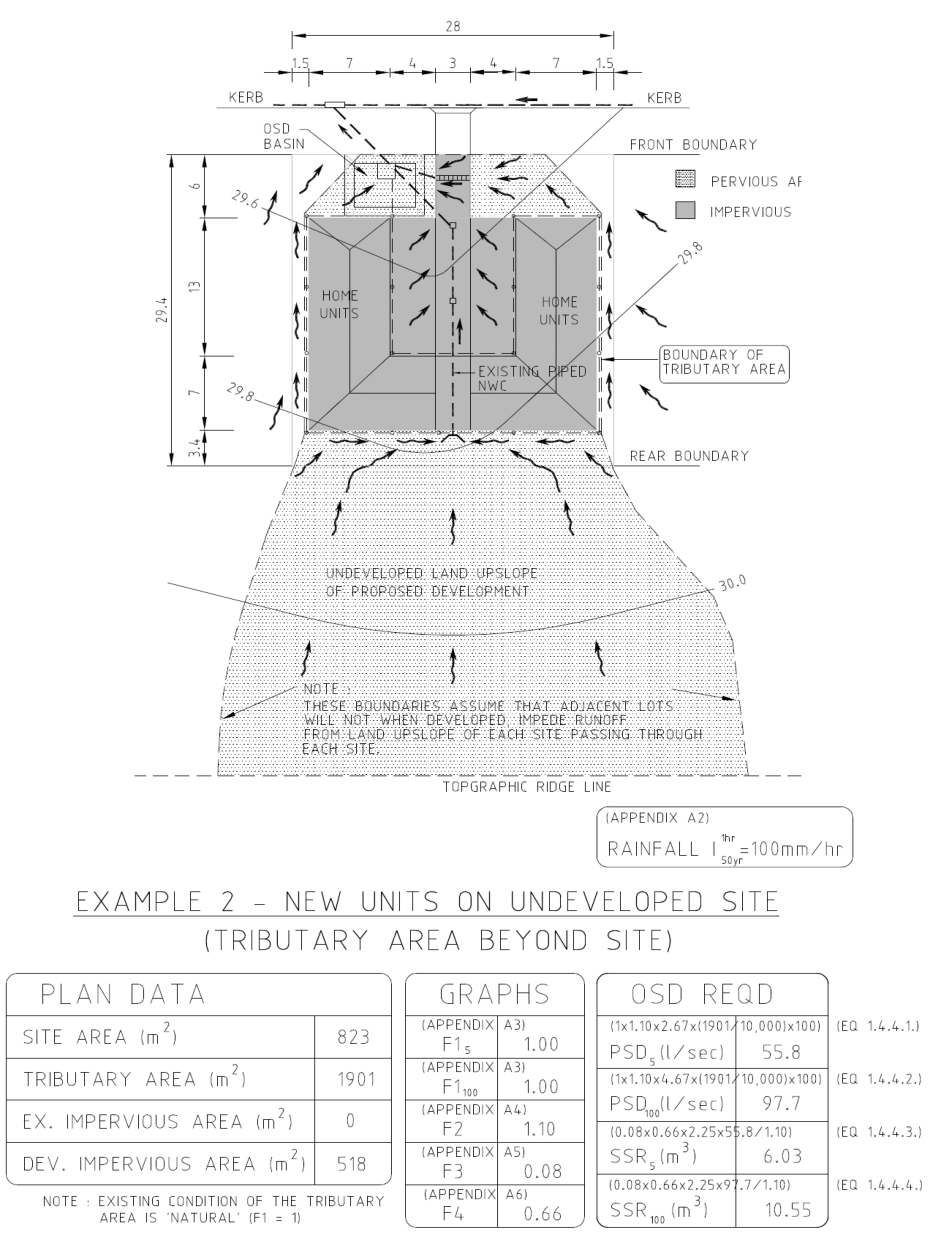 28
1.5 7 4 3 4 7 1.5
KERB KERB
OSD
BASIN
FRONT BOUNDARY
PERVIOUS AF
IMPERVIOUS
6
29.6
29.8
13
29.4
HOME
UNITS
HOME
UNITS
BOUNDARY OF
TRIBUTARY AREA
EXISTING PIPED
NWC
7
29.8
3.4
REAR BOUNDARY
UNDEVELOPED LAND UPSLOPE
OF PROPOSED DEVELOPMENT
30.0
NOTE :
THESE BOUNDARIES ASSUME THAT ADJACENT LOTS
WILL NOT WHEN DEVELOPED, IMPEDE RUNOFF
FROM LAND UPSLOPE OF EACH SITE PASSING THROUGH
EACH SITE.
TOPGRAPHIC RIDGE LINE
(APPENDIX A2)
RAINFALL I 1hr 50yr =100mm/hr
EXAMPLE 2 - NEW UNITS ON UNDEVELOPED SITE
(TRIBUTARY AREA BEYOND SITE)
PLAN DATA
SITE AREA (m²) 823
TRIBUTARY AREA (m²) 1901
EX. IMPERVIOUS AREA (m²) 0
DEV. IMPERVIOUS AREA (m²) 518
NOTE : EXISTING CONDITION OF THE TRIBUTARY
AREA IS 'NATURAL' (F1 = 1)
GRAPHS
(APPENDIX A3)
F1₅ 1.00
(APPENDIX A3)
F1₁₀₀ 1.00
(APPENDIX A4)
F2 1.10
(APPENDIX A5)
F3 0.08
(APPENDIX A6)
F4 0.66
OSD REQD
(1x1.10x2.67x(1901/10,000)x100) (EQ 1.4.4.1.)
PSD₅(l/sec) 55.8
(1x1.10x4.67x(1901/10,000)x100) (EQ 1.4.4.2.)
PSD₁₀₀(l/sec) 97.7
(0.08x0.66x2.25x55.8/1.10) (EQ 1.4.4.3.)
SSR₅(m³) 6.03
(0.08x0.66x2.25x97.7/1.10) (EQ 1.4.4.4.)
SSR₁₀₀(m³) 10.55